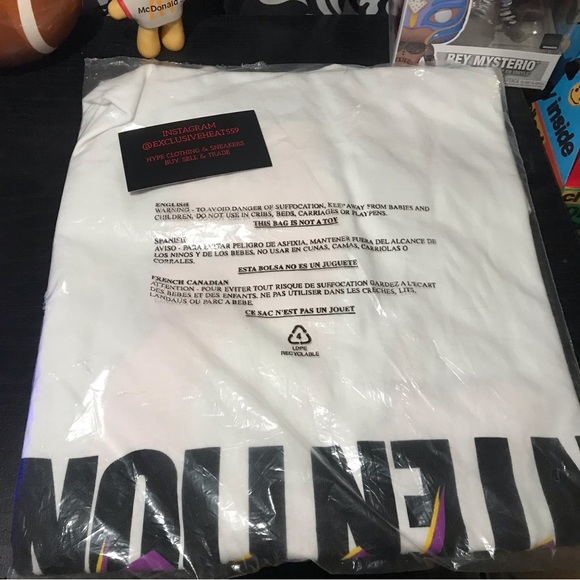 McDonald
REY MYSTERIO
inside
INSTAGRAM
@EXCLUSIVEHEAT559
HYPE CLOTHING & SNEAKERS
BUY, SELL & TRADE
ENGLISH
WARNING - TO AVOID DANGER OF SUFFOCATION, KEEP AWAY FROM BABIES AND
CHILDREN, DO NOT USE IN CRIBS, BEDS, CARRIAGES OR PLAYPENS.
THIS BAG IS NOT A TOY
SPANISH
AVISO - PARA EVITAR PELIGRO DE ASFIXIA, MANTENER FUERA DEL ALCANCE DE
LOS NINOS Y DE LOS BEBES, NO USAR EN CUNAS, CAMAS, CARRIOLAS O
CORRALES.
ESTA BOLSA NO ES UN JUGUETE
FRENCH CANADIAN
ATTENTION - POUR EVITER TOUT RISQUE DE SUFFOCATION GARDEZ A L'ECART
DES BEBES ET DES ENFANTS. NE PAS UTILISER DANS LES CRECHES, LITS,
LANDAUS OU PARC A BEBE.
CE SAC N'EST PAS UN JOUET
4
LDPE
RECYCLABLE
TTENTION